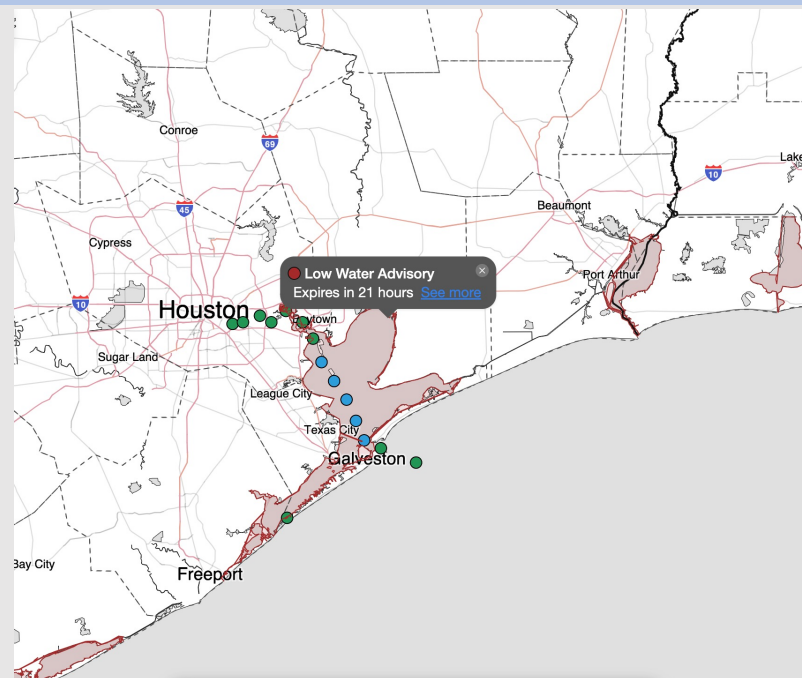 Conroe
69
45
10
Lake
Beaumont
Cypress
Low Water Advisory
Expires in 21 hours See more
Port Arthur
10
Houston
ytown
Sugar Land
League City
Texas City
Galveston
Bay City
Freeport